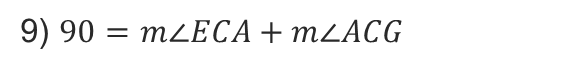 9) 90 = m∠ECA + m∠ACG